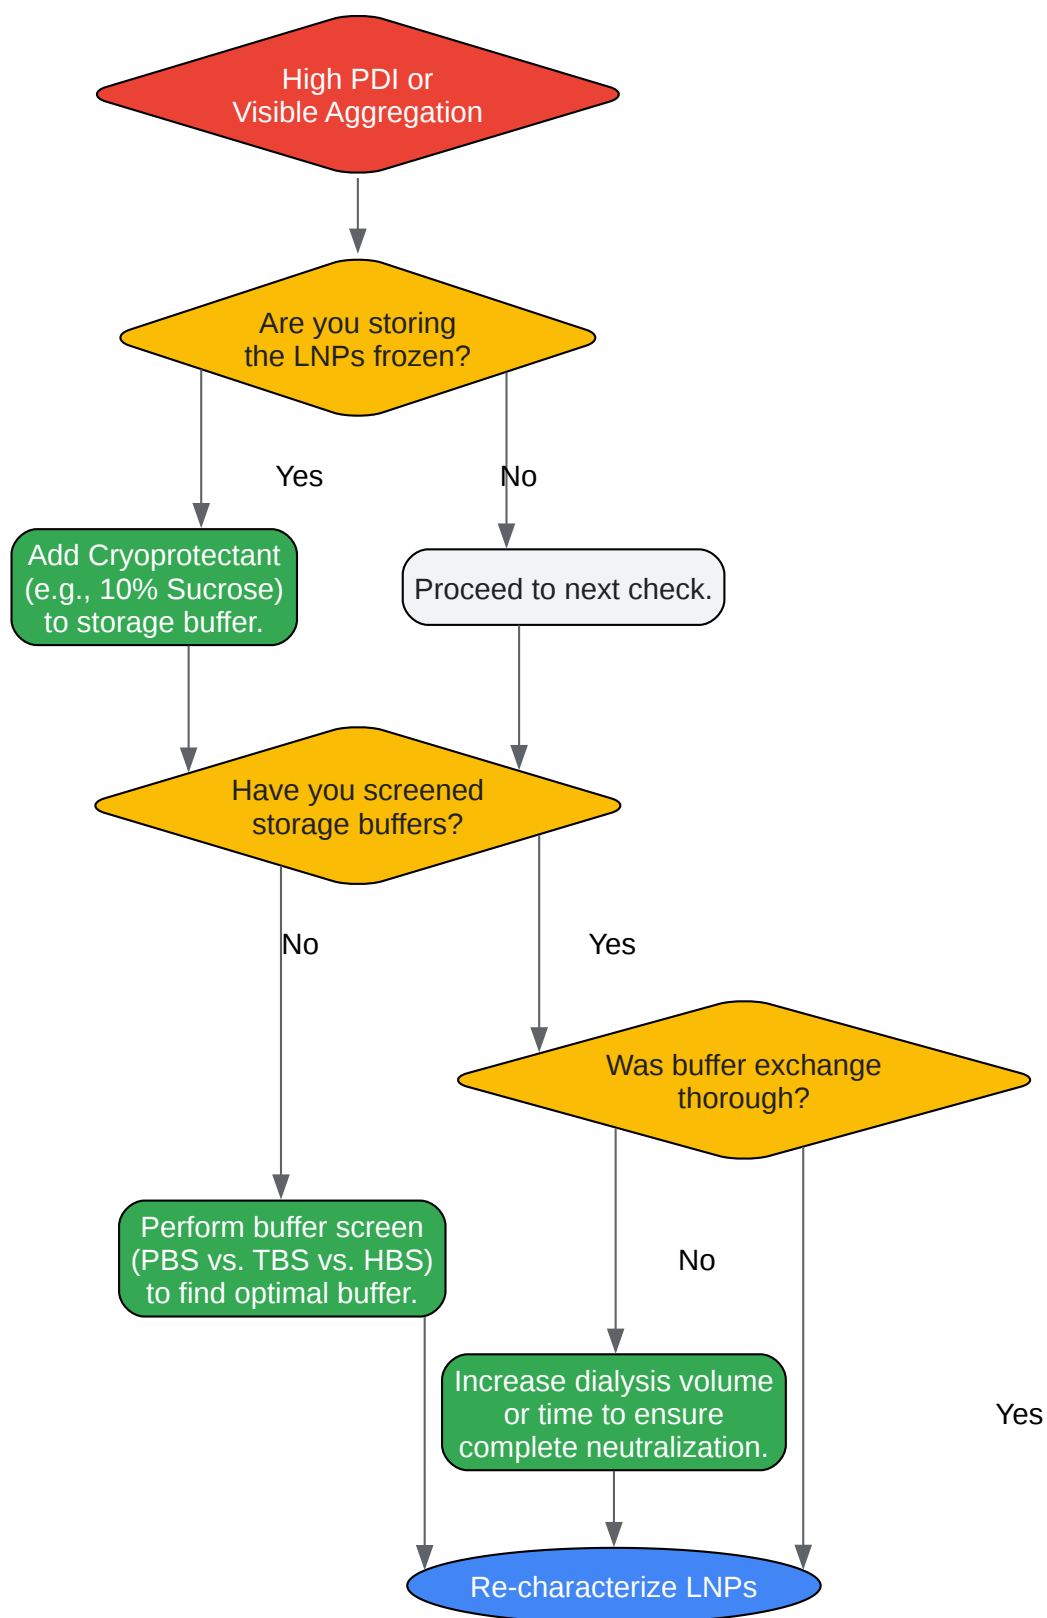 High PDI or
Visible Aggregation
Are you storing
the LNPs frozen?
Yes
No
Add Cryoprotectant
(e.g., 10% Sucrose)
to storage buffer.
Proceed to next check.
Have you screened
storage buffers?
No
Yes
Was buffer exchange
thorough?
Perform buffer screen
(PBS vs. TBS vs. HBS)
to find optimal buffer.
No
Increase dialysis volume
or time to ensure
complete neutralization.
Yes
Re-characterize LNPs